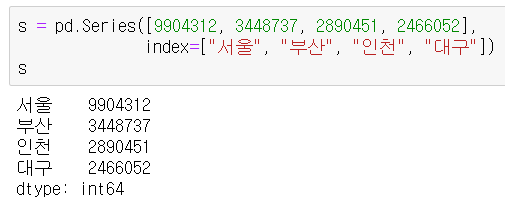 s = pd.Series([9904312, 3448737, 2890451, 2466052],
index=["서울", "부산", "인천", "대구"])
s
서울 9904312
부산 3448737
인천 2890451
대구 2466052
dtype: int64